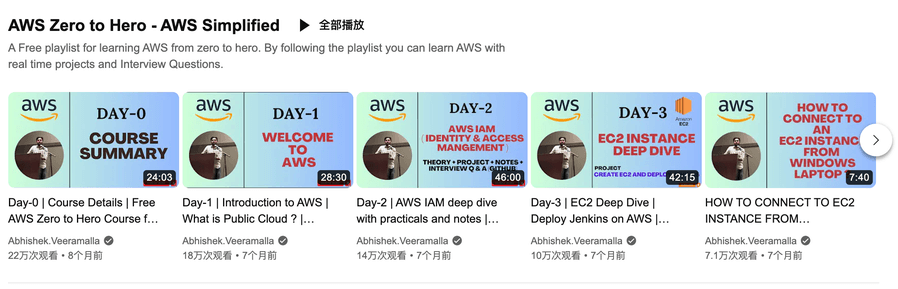 AWS Zero to Hero - AWS Simplified
全部播放
A Free playlist for learning AWS from zero to hero. By following the playlist you can learn AWS with
real time projects and Interview Questions.
aws
DAY-0
COURSE
SUMMARY
24:03
Day-0 | Course Details | Free
AWS Zero to Hero Course f...
Abhishek.Veeramalla
22万次观看 • 8个月前
aws
DAY-1
WELCOME
TO
AWS
28:30
Day-1 | Introduction to AWS |
What is Public Cloud ? |...
Abhishek.Veeramalla
18万次观看 • 7个月前
aws
DAY-2
AWS IAM
(IDENTITY & ACCESS
MANGEMENT)
THEORY • PROJECT • NOTES •
INTERVIEW Q & A
46:00
Day-2 | AWS IAM deep dive
with practicals and notes |...
Abhishek.Veeramalla
14万次观看 • 7个月前
aws
DAY-3
Amazon
EC2
EC2 INSTANCE
DEEP DIVE
PROJECT
CREATE EC2 AND DEPLOY
42:15
Day-3 | EC2 Deep Dive |
Deploy Jenkins on AWS |...
Abhishek.Veeramalla
10万次观看 • 7个月前
aws
HOW TO
CONNECT TO
AN
EC2 INSTANC
FROM
WINDOWS
LAPTOP
7:40
HOW TO CONNECT TO EC2
INSTANCE FROM...
Abhishek.Veeramalla
7.1万次观看 • 7个月前